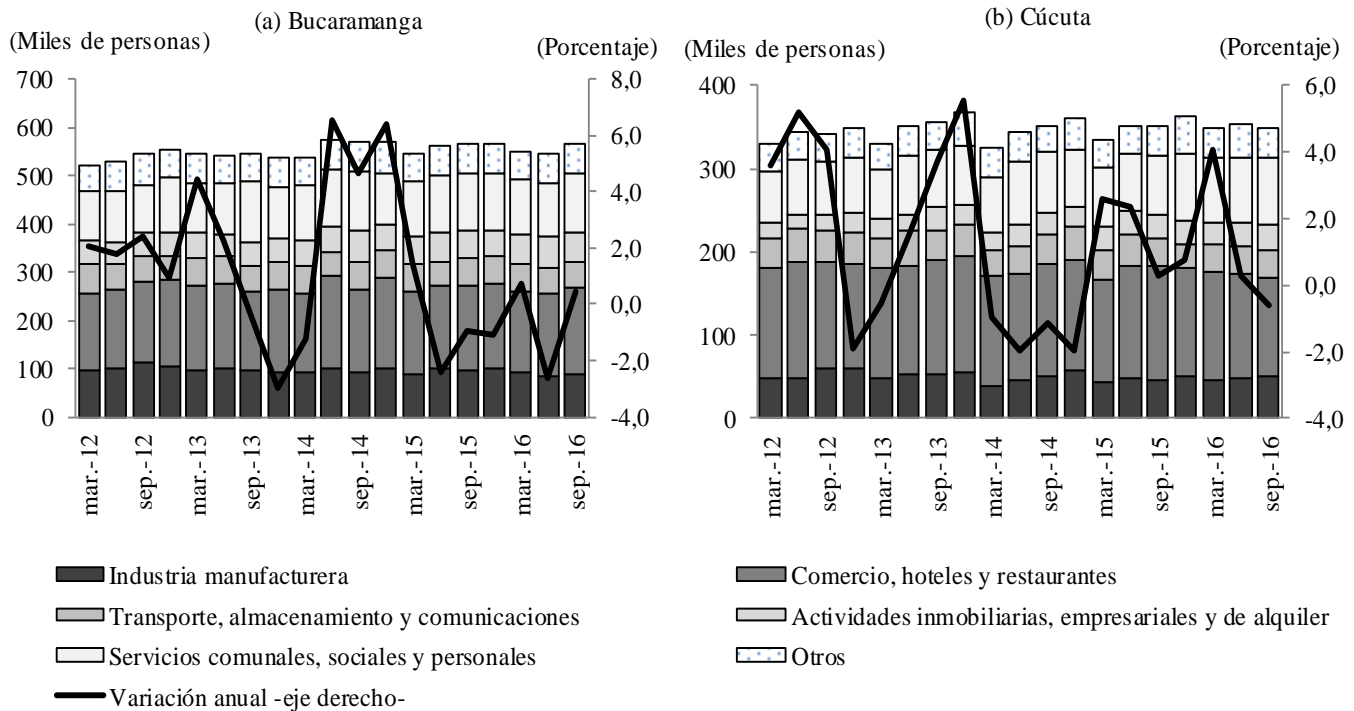 (a) Bucaramanga
(Miles de personas)
(Porcentaje)
700
600
500
400
300
200
100
0
8,0
6,0
4,0
2,0
0,0
-2,0
-4,0
mar.-12
sep.-12
mar.-13
sep.-13
mar.-14
sep.-14
mar.-15
sep.-15
mar.-16
sep.-16
(b) Cúcuta
(Miles de personas)
(Porcentaje)
400
300
200
100
0
6,0
4,0
2,0
0,0
-2,0
-4,0
mar.-12
sep.-12
mar.-13
sep.-13
mar.-14
sep.-14
mar.-15
sep.-15
mar.-16
sep.-16
Industria manufacturera
Comercio, hoteles y restaurantes
Transporte, almacenamiento y comunicaciones
Actividades inmobiliarias, empresariales y de alquiler
Servicios comunales, sociales y personales
Otros
Variación anual -eje derecho-